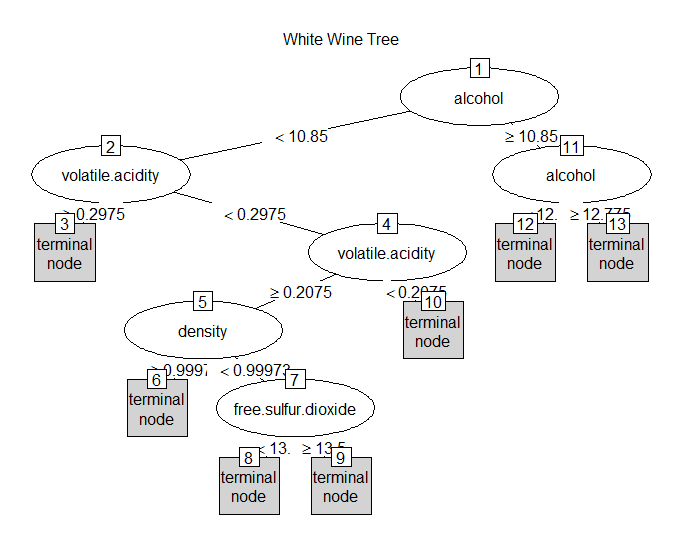 White Wine Tree
1
alcohol
< 10.85
≥ 10.85
2
volatile.acidity
11
alcohol
≥ 0.2975
< 0.2975
< 12.
≥ 12.775
3
terminal
node
4
volatile.acidity
12
terminal
node
13
terminal
node
≥ 0.2075
< 0.2075
5
density
10
terminal
node
≥ 0.9997
< 0.99973
6
terminal
node
7
free.sulfur.dioxide
< 13.
≥ 13.5
8
terminal
node
9
terminal
node